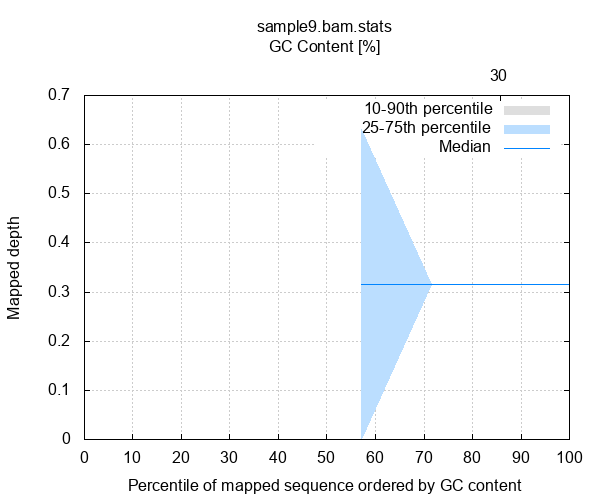 sample9.bam.stats
GC Content [%]
30
10-90th percentile
25-75th percentile
Median
Mapped depth
0.7
0.6
0.5
0.4
0.3
0.2
0.1
0
0 10 20 30 40 50 60 70 80 90 100
Percentile of mapped sequence ordered by GC content